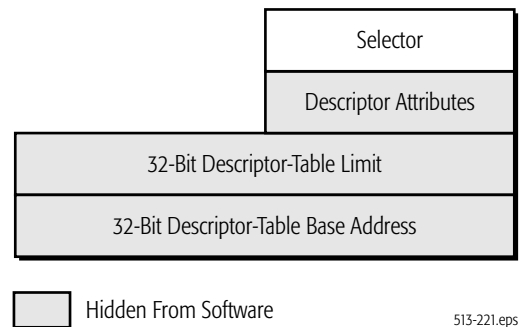 Selector
Descriptor Attributes
32-Bit Descriptor-Table Limit
32-Bit Descriptor-Table Base Address
Hidden From Software
513-221.eps